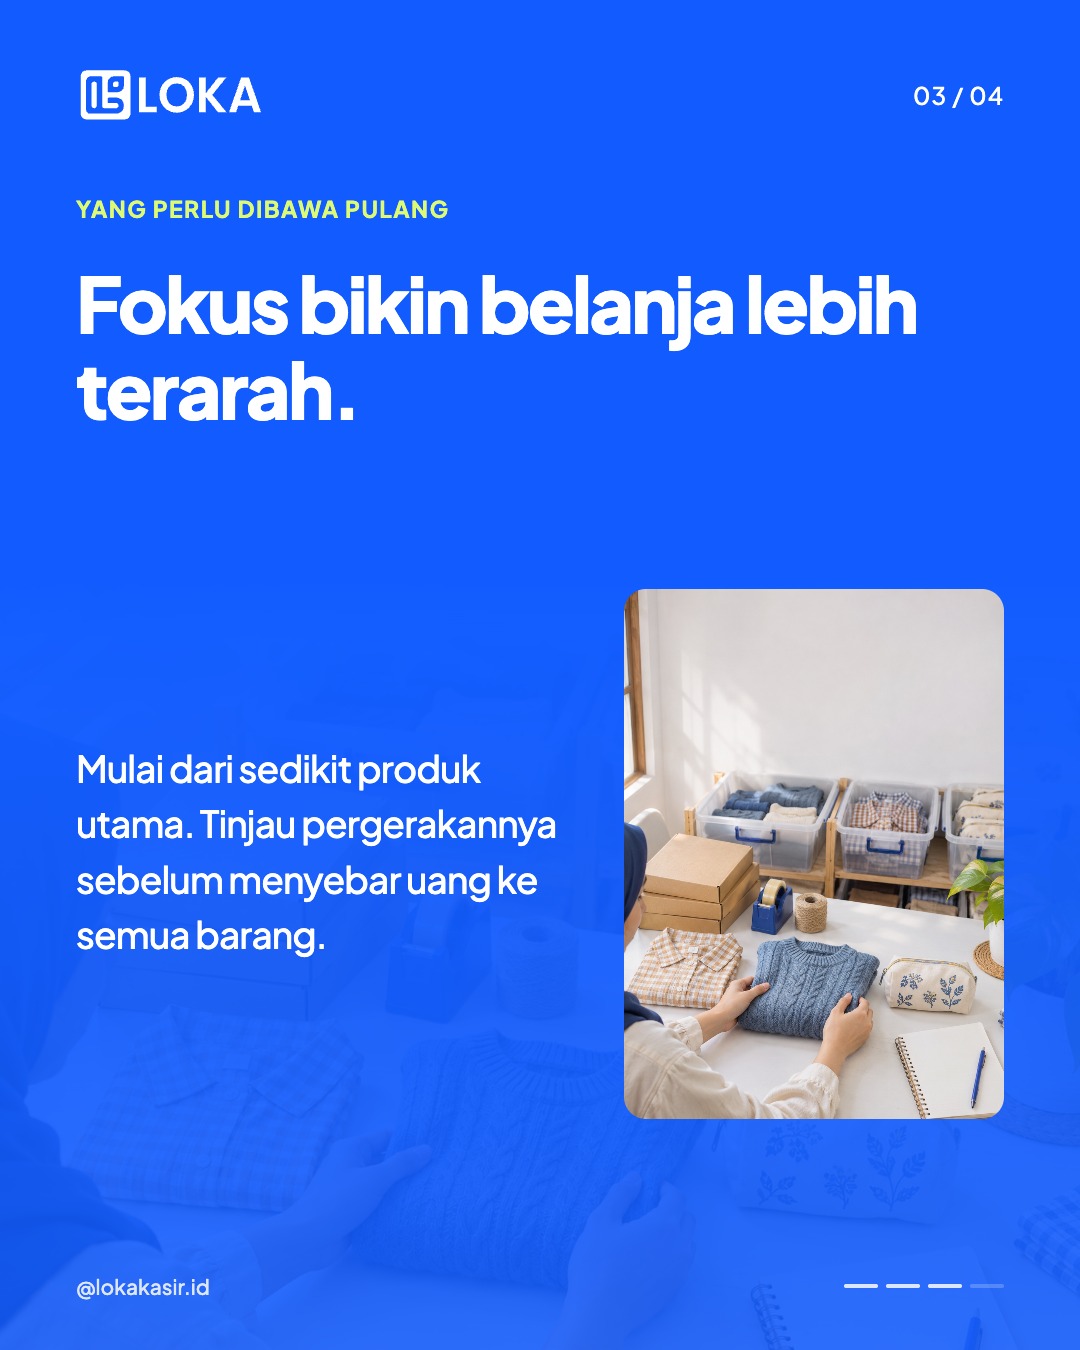 LOKA
03 / 04
YANG PERLU DIBAWA PULANG
Fokus bikin belanja lebih
terarah.
Mulai dari sedikit produk
utama. Tinjau pergerakannya
sebelum menyebar uang ke
semua barang.
@lokakasir.id